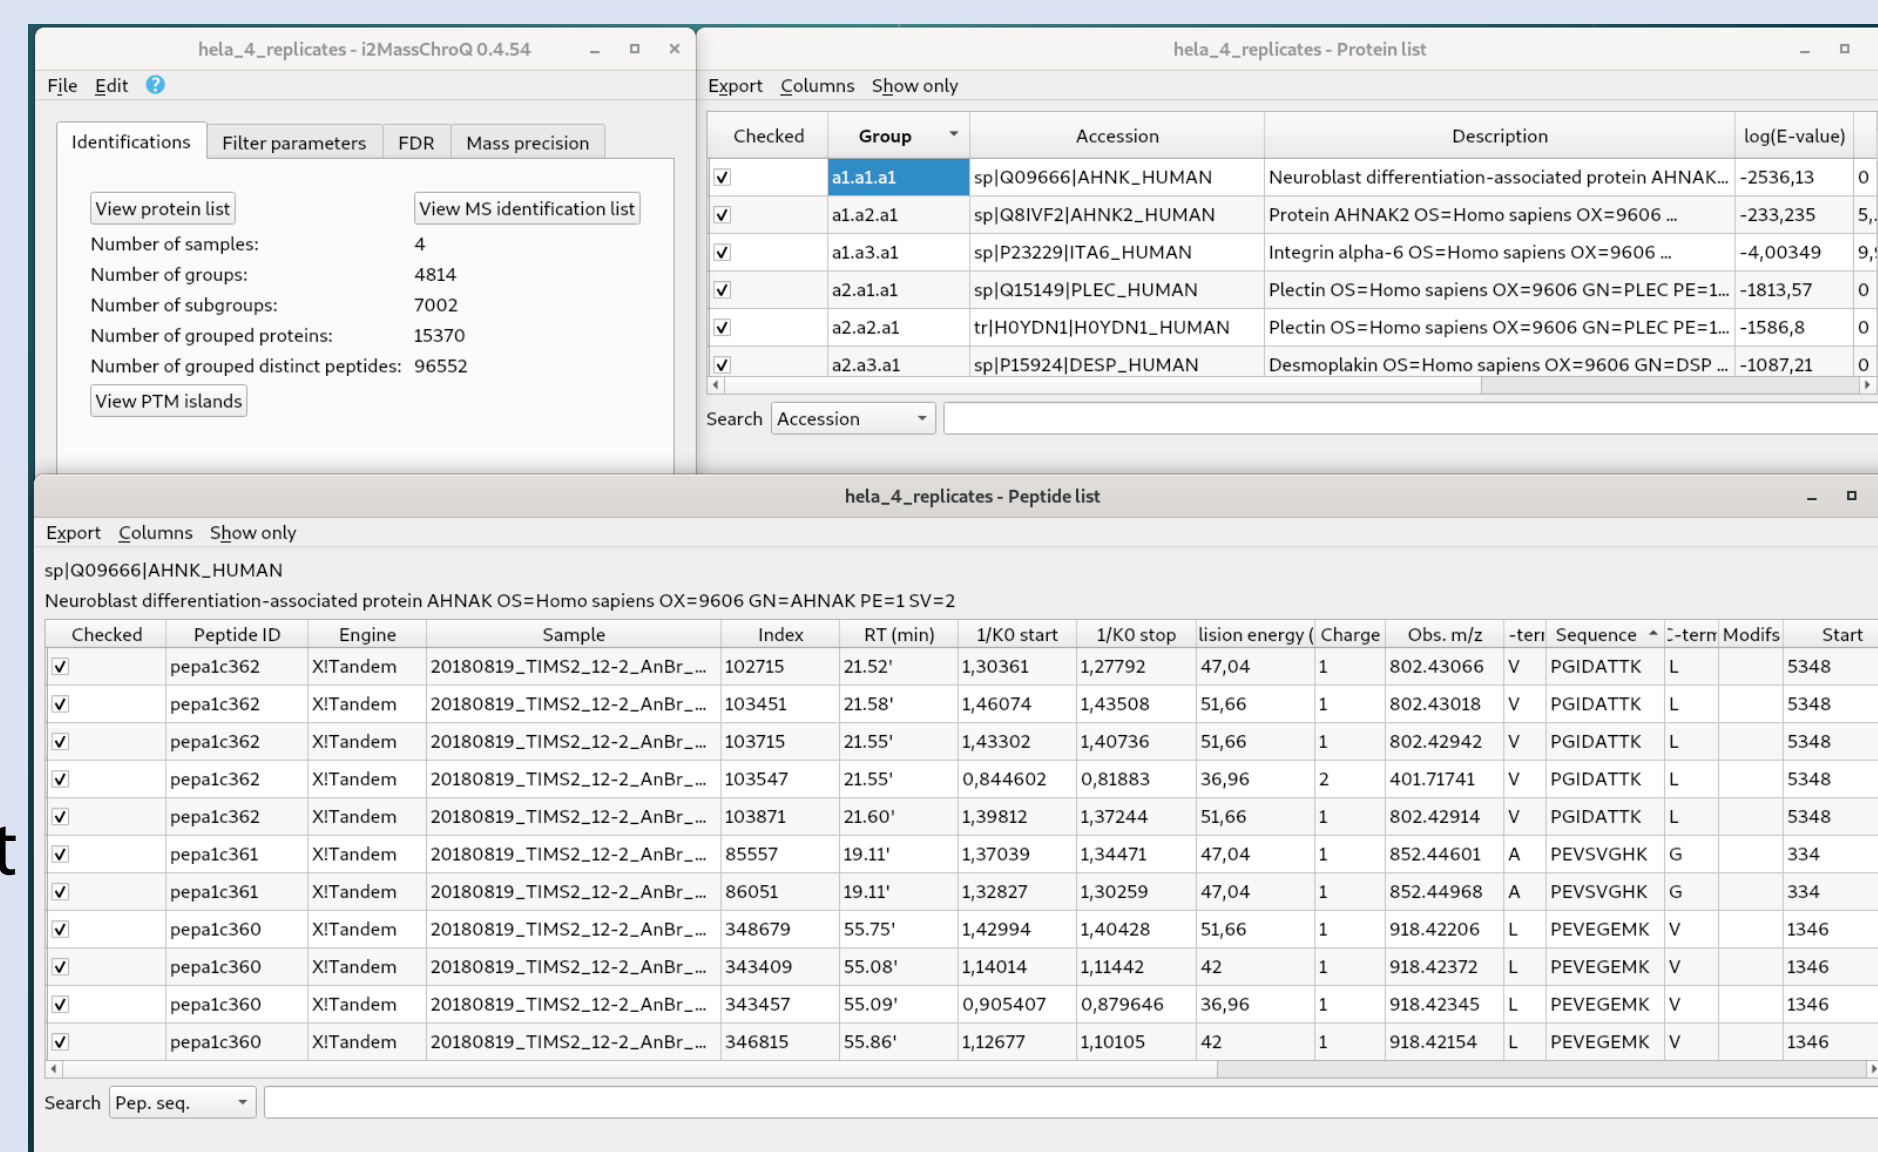 hela_4_replicates - i2MassChroQ 0.4.54
File Edit ?
Identifications Filter parameters FDR Mass precision
View protein list View MS identification list
Number of samples: 4
Number of groups: 4814
Number of subgroups: 7002
Number of grouped proteins: 15370
Number of grouped distinct peptides: 96552
View PTM islands
hela_4_replicates - Protein list
Export Columns Show only
Checked Group Accession Description log(E-value)
a1.a1.a1 sp|Q09666|AHNK_HUMAN Neuroblast differentiation-associated protein AHNAK... -2536,13 0
a1.a2.a1 sp|Q8IVF2|AHNK2_HUMAN Protein AHNAK2 OS=Homo sapiens OX=9606 ... -233,235 5,.
a1.a3.a1 sp|P23229|ITA6_HUMAN Integrin alpha-6 OS=Homo sapiens OX=9606 ... -4,00349 9,
a2.a1.a1 sp|Q15149|PLEC_HUMAN Plectin OS=Homo sapiens OX=9606 GN=PLEC PE=1... -1813,57 0
a2.a2.a1 tr|H0YDN1|H0YDN1_HUMAN Plectin OS=Homo sapiens OX=9606 GN=PLEC PE=1... -1586,8 0
a2.a3.a1 sp|P15924|DESP_HUMAN Desmoplakin OS=Homo sapiens OX=9606 GN=DSP ... -1087,21 0
Search Accession
hela_4_replicates - Peptide list
Export Columns Show only
sp|Q09666|AHNK_HUMAN
Neuroblast differentiation-associated protein AHNAK OS=Homo sapiens OX=9606 GN=AHNAK PE=1 SV=2
Checked Peptide ID Engine Sample Index RT (min) 1/K0 start 1/K0 stop lision energy ( Charge Obs. m/z -teri Sequence -term Modifs Start
pepa1c362 X!Tandem 20180819_TIMS2_12-2_AnBr_... 102715 21.52' 1,30361 1,27792 47,04 1 802.43066 V PGIDATTK L 5348
pepa1c362 X!Tandem 20180819_TIMS2_12-2_AnBr_... 103451 21.58' 1,46074 1,43508 51,66 1 802.43018 V PGIDATTK L 5348
pepa1c362 X!Tandem 20180819_TIMS2_12-2_AnBr_... 103715 21.55' 1,43302 1,40736 51,66 1 802.42942 V PGIDATTK L 5348
pepa1c362 X!Tandem 20180819_TIMS2_12-2_AnBr_... 103547 21.55' 0,844602 0,81883 36,96 2 401.71741 V PGIDATTK L 5348
pepa1c362 X!Tandem 20180819_TIMS2_12-2_AnBr_... 103871 21.60' 1,39812 1,37244 51,66 1 802.42914 V PGIDATTK L 5348
pepa1c361 X!Tandem 20180819_TIMS2_12-2_AnBr_... 85557 19.11' 1,37039 1,34471 47,04 1 852.44601 A PEVSVGHK G 334
pepa1c361 X!Tandem 20180819_TIMS2_12-2_AnBr_... 86051 19.11' 1,32827 1,30259 47,04 1 852.44968 A PEVSVGHK G 334
pepa1c360 X!Tandem 20180819_TIMS2_12-2_AnBr_... 348679 55.75' 1,42994 1,40428 51,66 1 918.42206 L PEVEGEMK V 1346
pepa1c360 X!Tandem 20180819_TIMS2_12-2_AnBr_... 343409 55.08' 1,14014 1,11442 42 1 918.42372 L PEVEGEMK V 1346
pepa1c360 X!Tandem 20180819_TIMS2_12-2_AnBr_... 343457 55.09' 0,905407 0,879646 36,96 1 918.42345 L PEVEGEMK V 1346
pepa1c360 X!Tandem 20180819_TIMS2_12-2_AnBr_... 346815 55.86' 1,12677 1,10105 42 1 918.42154 L PEVEGEMK V 1346
Search Pep. seq.
t